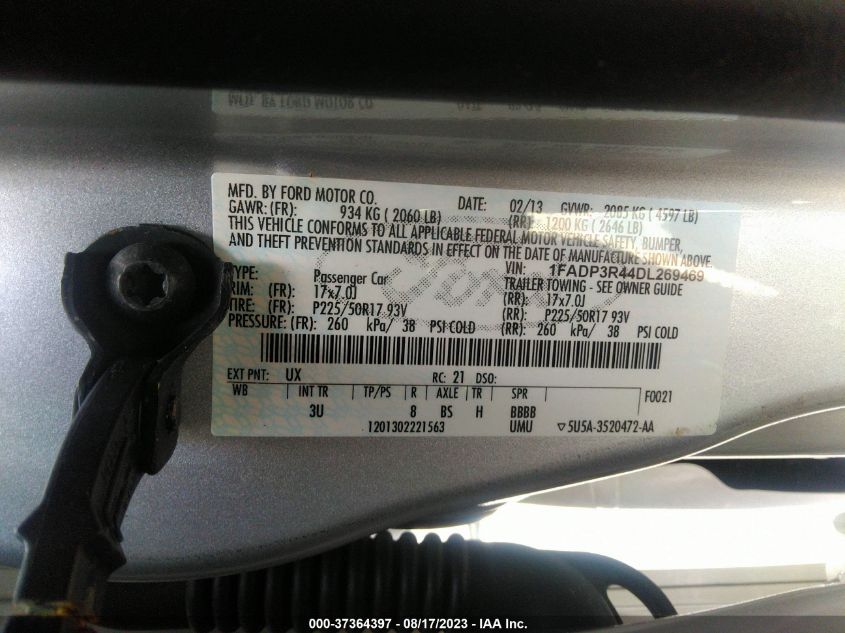 MFD. BY FORD MOTOR CO.
DATE: 02/13 GVWR: 2085 KG ( 4597 LB)
GAWR: (FR): 934 KG ( 2060 LB) (RR): 1200 KG ( 2646 LB)
THIS VEHICLE CONFORMS TO ALL APPLICABLE FEDERAL MOTOR VEHICLE SAFETY, BUMPER,
AND THEFT PREVENTION STANDARDS IN EFFECT ON THE DATE OF MANUFACTURE SHOWN ABOVE.
VIN: 1FADP3R44DL269469
TYPE: Passenger Car TRAILER TOWING - SEE OWNER GUIDE
RIM: (FR): 17x7.0J (RR): 17x7.0J
TIRE: (FR): P225/50R17 93V (RR): P225/50R17 93V
PRESSURE: (FR): 260 kPa/ 38 PSI COLD (RR): 260 kPa/ 38 PSI COLD
EXT PNT: UX RC: 21 DSO:
WB INT TR TP/PS R AXLE TR SPR F0021
3U 8 BS H BBBB
1201302221563 UMU ▽5U5A-3520472-AA
000-37364397 - 08/17/2023 - IAA Inc.